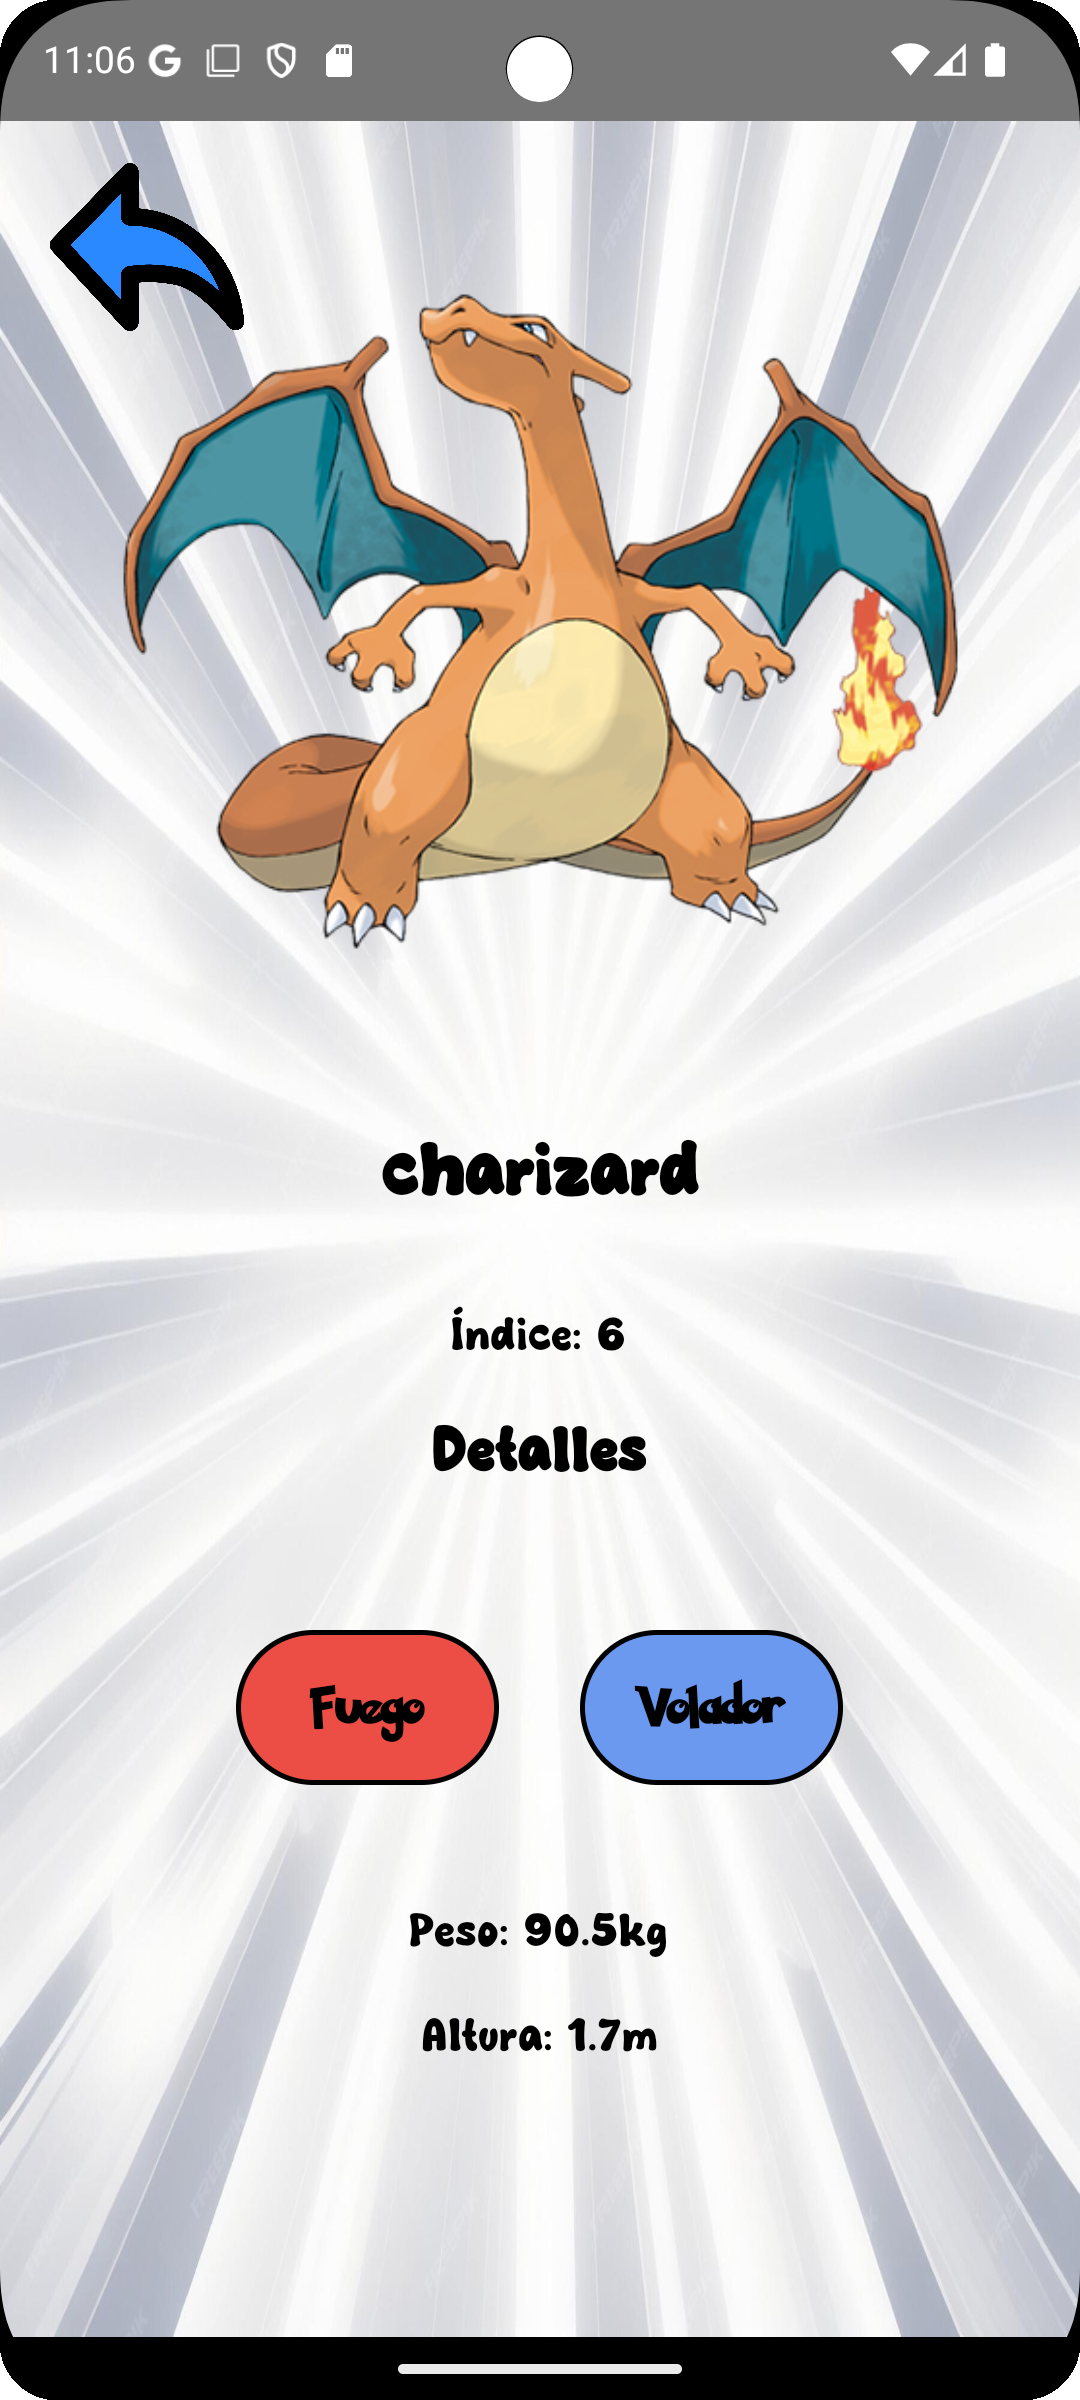 11:06
charizard
Índice: 6
Detalles
Fuego Volador
Peso: 90.5kg
Altura: 1.7m